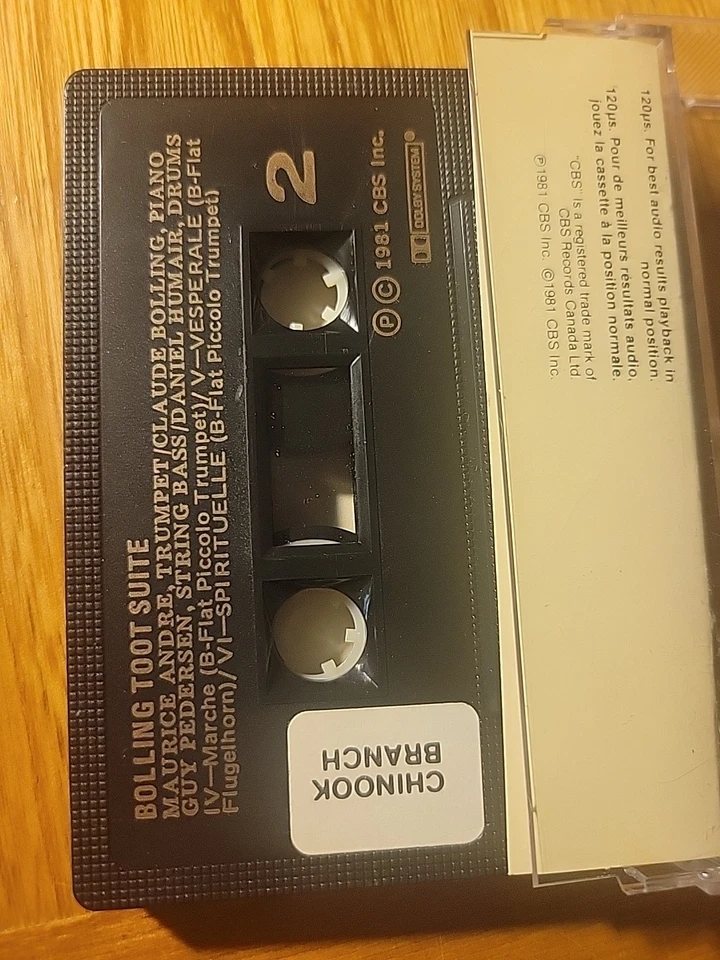 BOLLING TOOT SUITE
MAURICE ANDRE, TRUMPET/CLAUDE BOLLING, PIANO
GUY PEDERSEN, STRING BASS/DANIEL HUMAIR, DRUMS
IV—Marche (B-Flat Piccolo Trumpet)/V—VESPERALE (B-Flat
Flugelhorn)/VI—SPIRITUELLE (B-Flat Piccolo Trumpet)
2
Ⓟ © 1981 CBS Inc.
DOLBY SYSTEM ®
CHINOOK
BRANCH
120µs. For best audio results playback in
normal position.
120µs. Pour de meilleurs résultats audio,
jouez la cassette à la position normale.
"CBS" is a registered trade mark of
CBS Records Canada Ltd
Ⓟ 1981 CBS Inc. © 1981 CBS Inc.